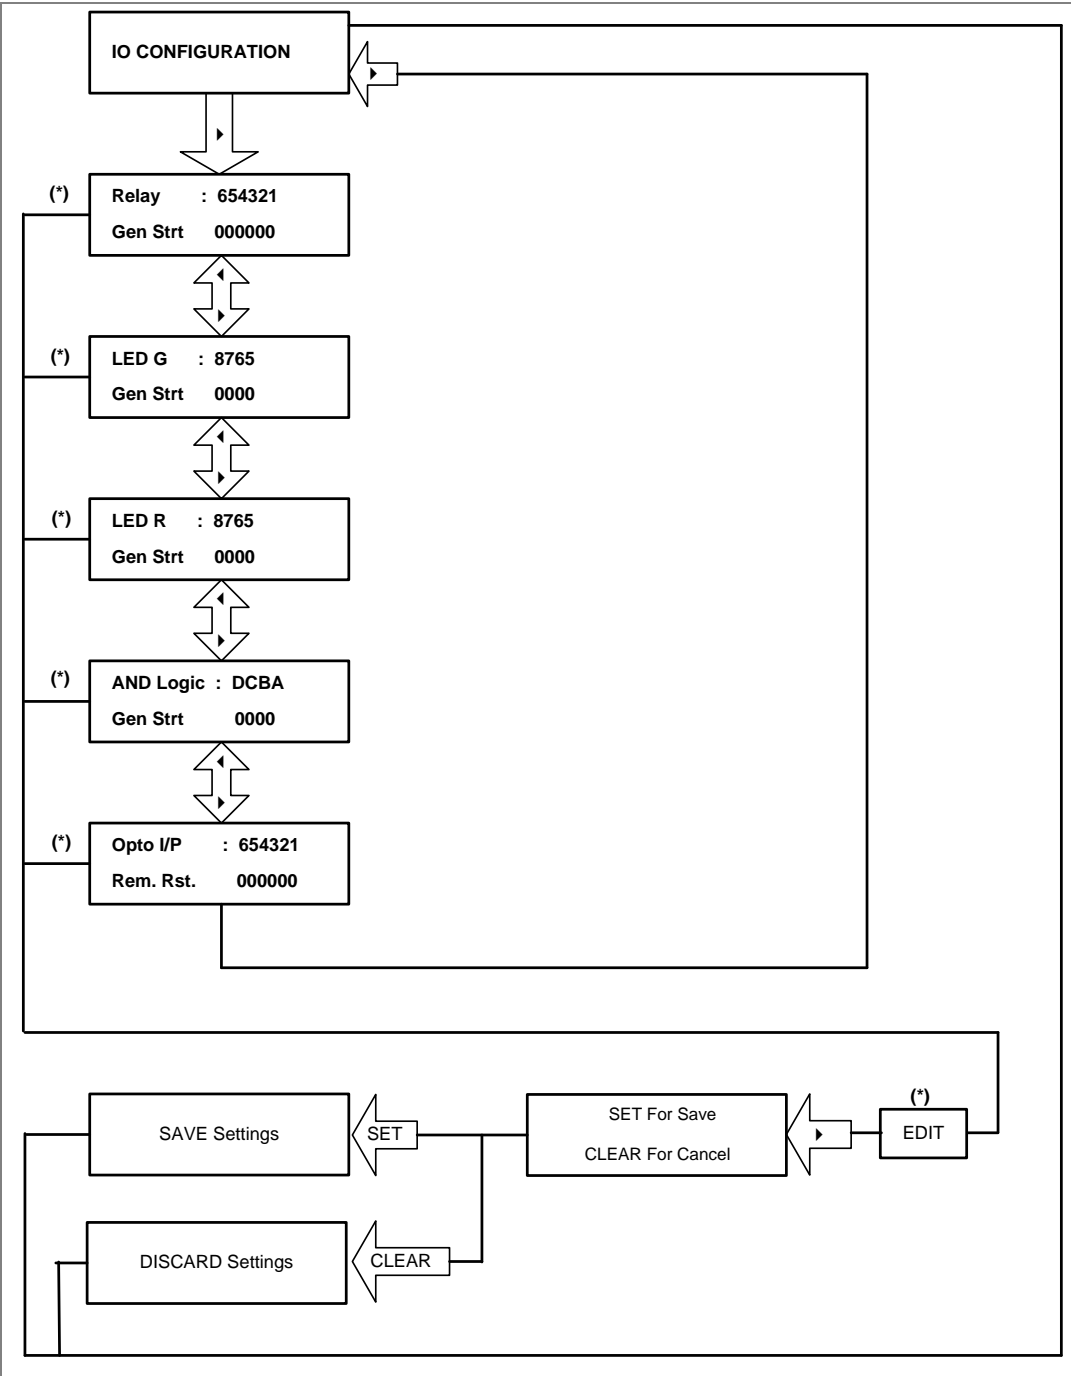 IO CONFIGURATION
(*)
Relay : 654321
Gen Strt 000000
(*)
LED G : 8765
Gen Strt 0000
(*)
LED R : 8765
Gen Strt 0000
(*)
AND Logic : DCBA
Gen Strt 0000
(*)
Opto I/P : 654321
Rem. Rst. 000000
(*)
EDIT
SET For Save
CLEAR For Cancel
SET
SAVE Settings
CLEAR
DISCARD Settings